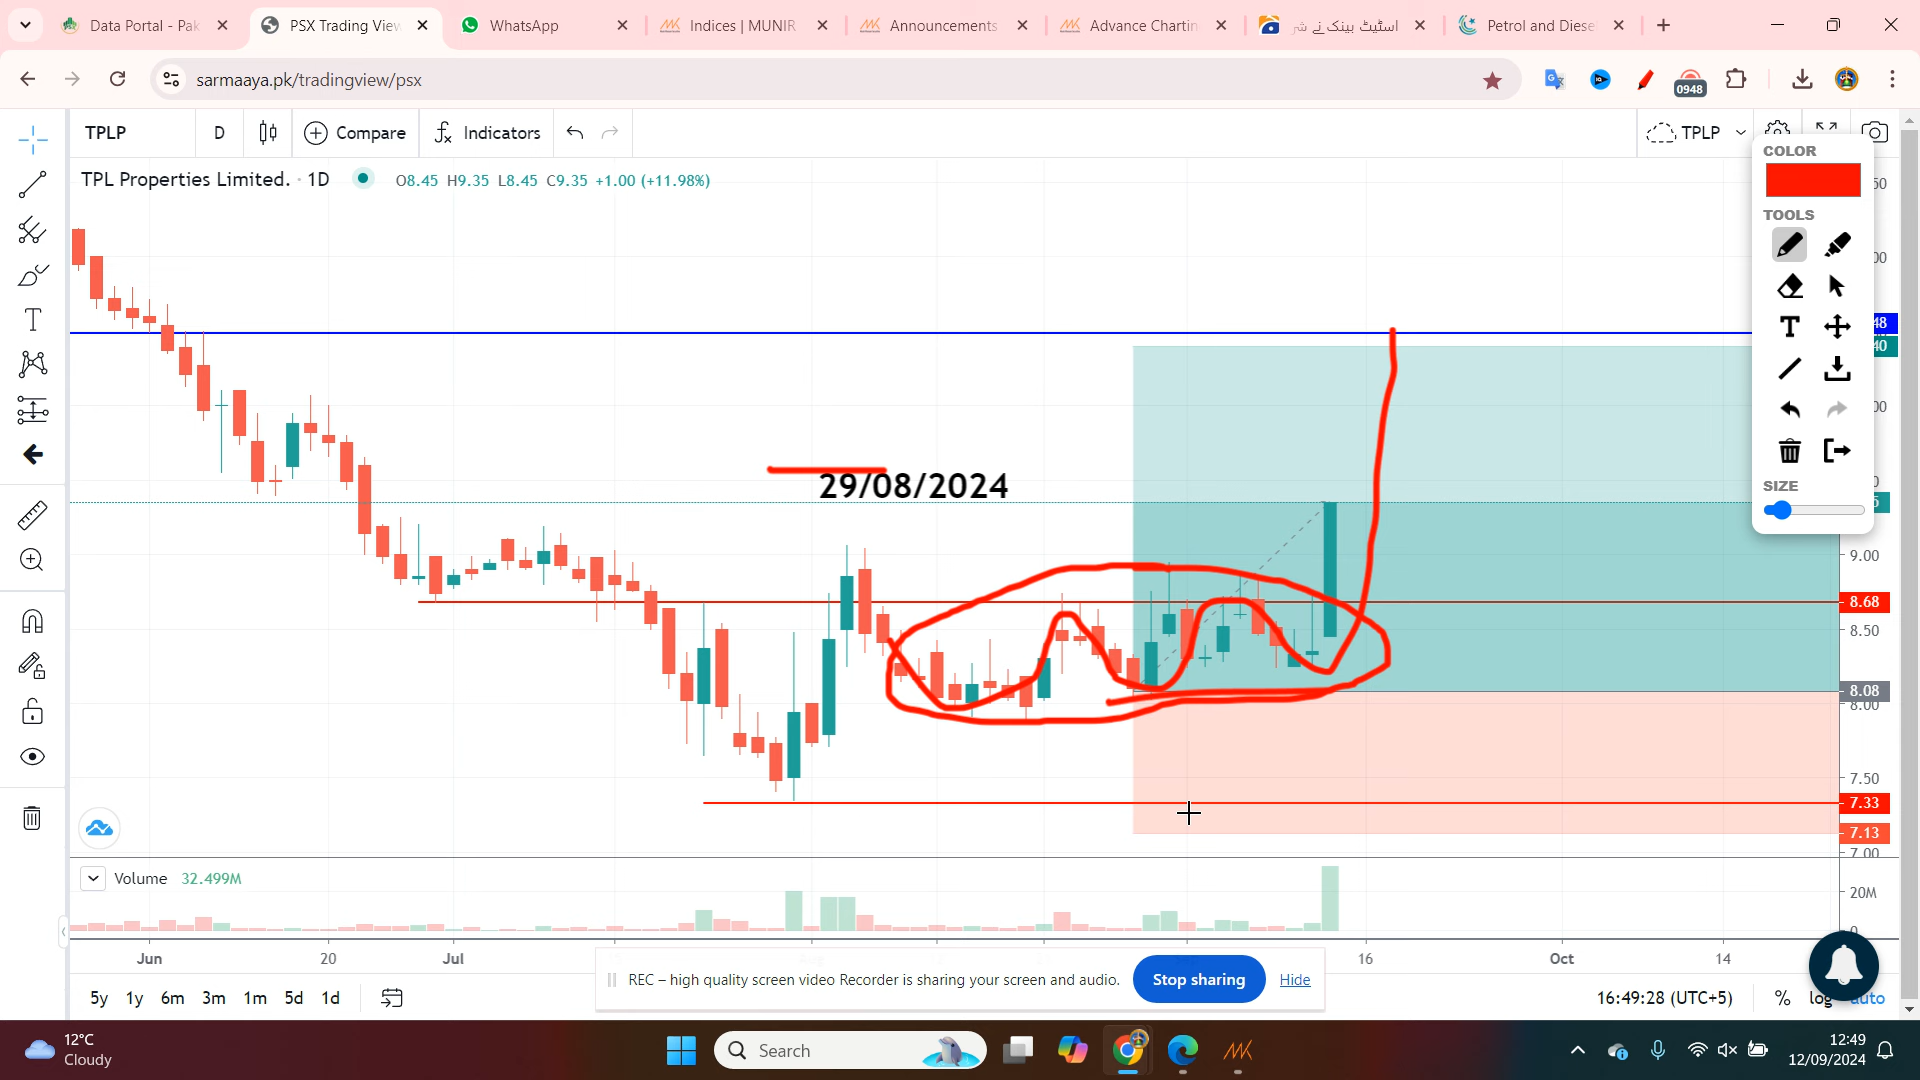 Data Portal - Pak
PSX Trading View
WhatsApp
Indices | MUNIR
Announcements
Advance Chartin
اسٹیٹ بینک نے شر
Petrol and Diese
sarmaaya.pk/tradingview/psx
0948
TPLP
D
Compare
Indicators
TPLP
TPL Properties Limited. · 1D
O8.45 H9.35 L8.45 C9.35 +1.00 (+11.98%)
COLOR
TOOLS
SIZE
29/08/2024
9.00
8.68
8.50
8.08
8.00
7.50
7.33
7.13
7.00
Volume 32.499M
20M
Jun
20
Jul
16
Oct
14
REC – high quality screen video Recorder is sharing your screen and audio.
Stop sharing
Hide
5y 1y 6m 3m 1m 5d 1d
16:49:28 (UTC+5)
%
log
auto
12°C
Cloudy
Search
12:49
12/09/2024